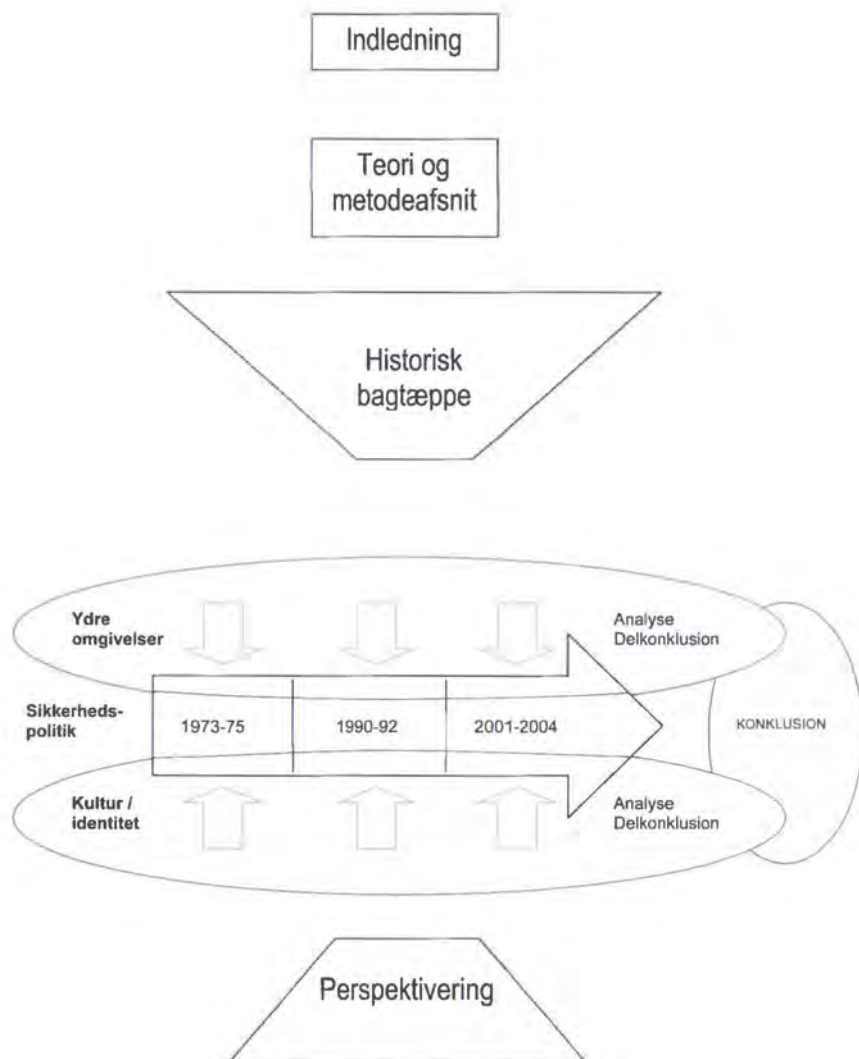 Indledning
Teori og
metodeafsnit
Historisk
bagtæppe
Ydre
omgivelser
Analyse
Delkonklusion
Sikkerheds-
politik
1973-75
1990-92
2001-2004
KONKLUSION
Kultur /
identitet
Analyse
Delkonklusion
Perspektivering